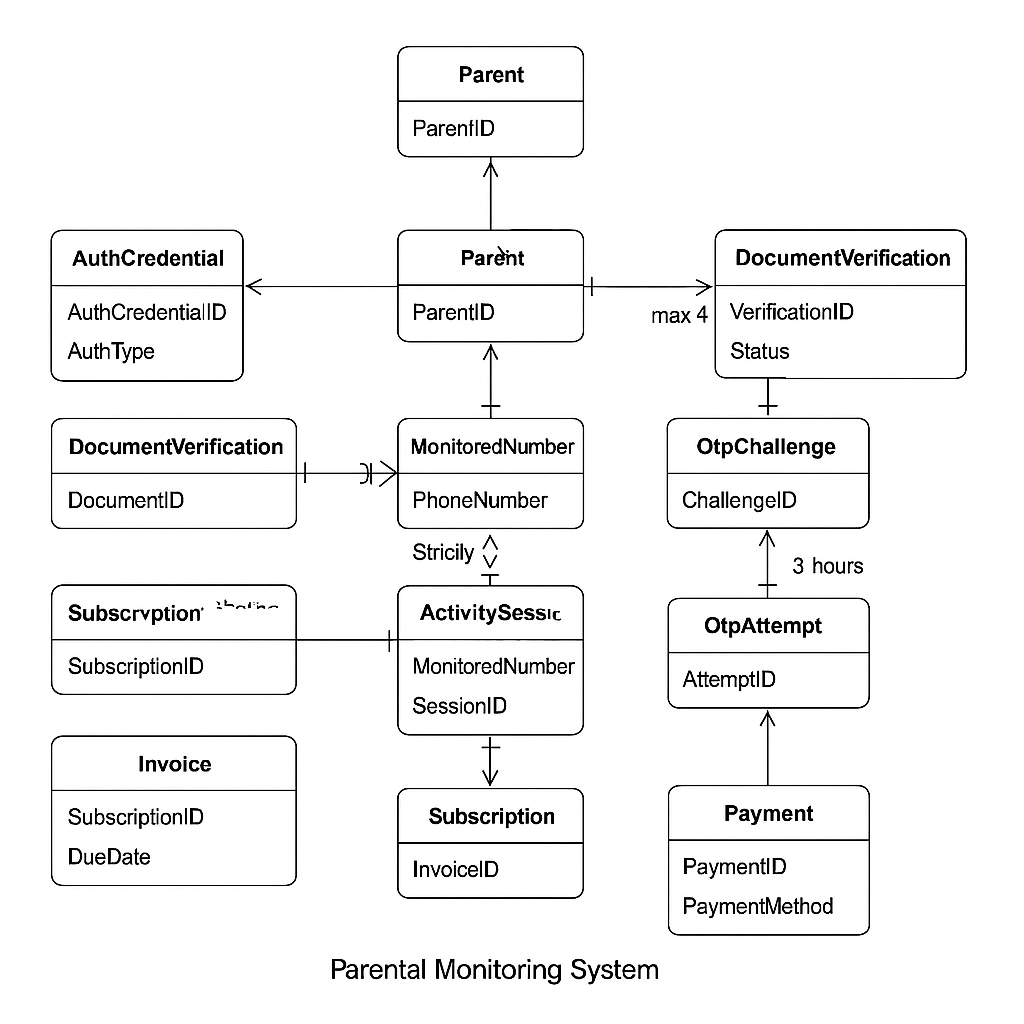 Parent
ParentID
AuthCredential
AuthCredentialID
AuthType
Parent
ParentID
max 4
DocumentVerification
VerificationID
Status
DocumentVerification
DocumentID
MonitoredNumber
PhoneNumber
OtpChallenge
ChallengeID
Stricily
3 hours
Subscrvption
SubscriptionID
ActivitySessic
MonitoredNumber
SessionID
OtpAttempt
AttemptID
Invoice
SubscriptionID
DueDate
Subscription
InvoiceID
Payment
PaymentID
PaymentMethod
Parental Monitoring System